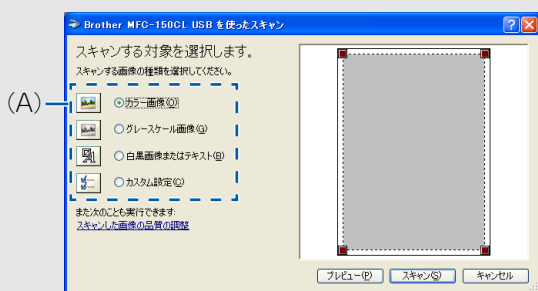 Brother MFC-150CL USB を使ったスキャン
スキャンする対象を選択します。
スキャンする画像の種類を選択してください。
(A)
カラー画像(O)
グレースケール画像(G)
白黒画像またはテキスト(B)
カスタム設定(C)
また次のことも実行できます:
スキャンした画像の品質の調整
プレビュー(P) スキャン(S) キャンセル